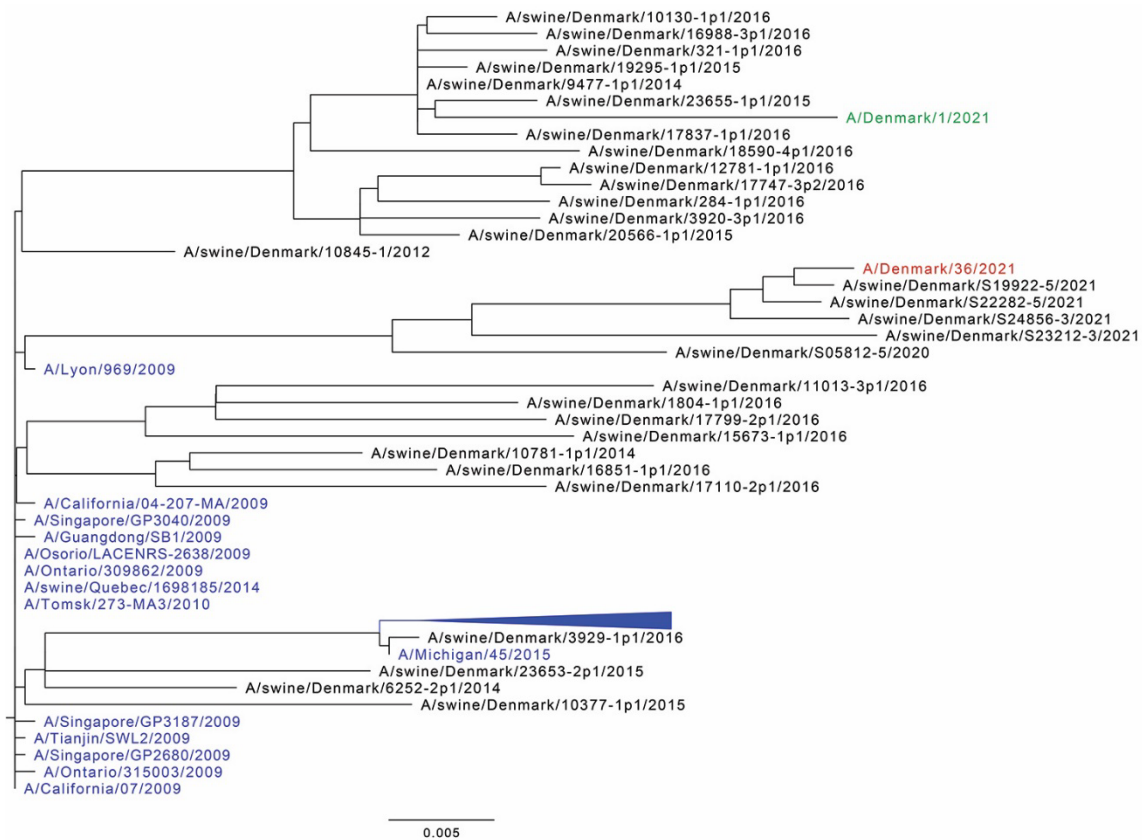 A/swine/Denmark/10130-1p1/2016
A/swine/Denmark/16988-3p1/2016
A/swine/Denmark/321-1p1/2016
A/swine/Denmark/19295-1p1/2015
A/swine/Denmark/9477-1p1/2014
A/swine/Denmark/23655-1p1/2015
A/Denmark/1/2021
A/swine/Denmark/17837-1p1/2016
A/swine/Denmark/18590-4p1/2016
A/swine/Denmark/12781-1p1/2016
A/swine/Denmark/17747-3p2/2016
A/swine/Denmark/284-1p1/2016
A/swine/Denmark/3920-3p1/2016
A/swine/Denmark/20566-1p1/2015
A/swine/Denmark/10845-1/2012
A/Denmark/36/2021
A/swine/Denmark/S19922-5/2021
A/swine/Denmark/S22282-5/2021
A/swine/Denmark/S24856-3/2021
A/swine/Denmark/S23212-3/2021
A/swine/Denmark/S05812-5/2020
A/Lyon/969/2009
A/swine/Denmark/11013-3p1/2016
A/swine/Denmark/1804-1p1/2016
A/swine/Denmark/17799-2p1/2016
A/swine/Denmark/15673-1p1/2016
A/swine/Denmark/10781-1p1/2014
A/swine/Denmark/16851-1p1/2016
A/swine/Denmark/17110-2p1/2016
A/California/04-207-MA/2009
A/Singapore/GP3040/2009
A/Guangdong/SB1/2009
A/Osorio/LACENRS-2638/2009
A/Ontario/309862/2009
A/swine/Quebec/1698185/2014
A/Tomsk/273-MA3/2010
A/swine/Denmark/3929-1p1/2016
A/Michigan/45/2015
A/swine/Denmark/23653-2p1/2015
A/swine/Denmark/6252-2p1/2014
A/swine/Denmark/10377-1p1/2015
A/Singapore/GP3187/2009
A/Tianjin/SWL2/2009
A/Singapore/GP2680/2009
A/Ontario/315003/2009
A/California/07/2009
0.005